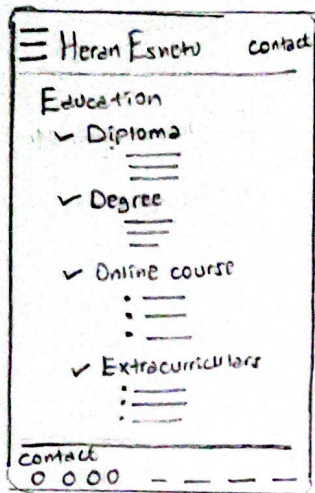 Heran Esnetu contact
Education
✓ Diploma
✓ Degree
✓ Online course
✓ Extracurriculars
contact